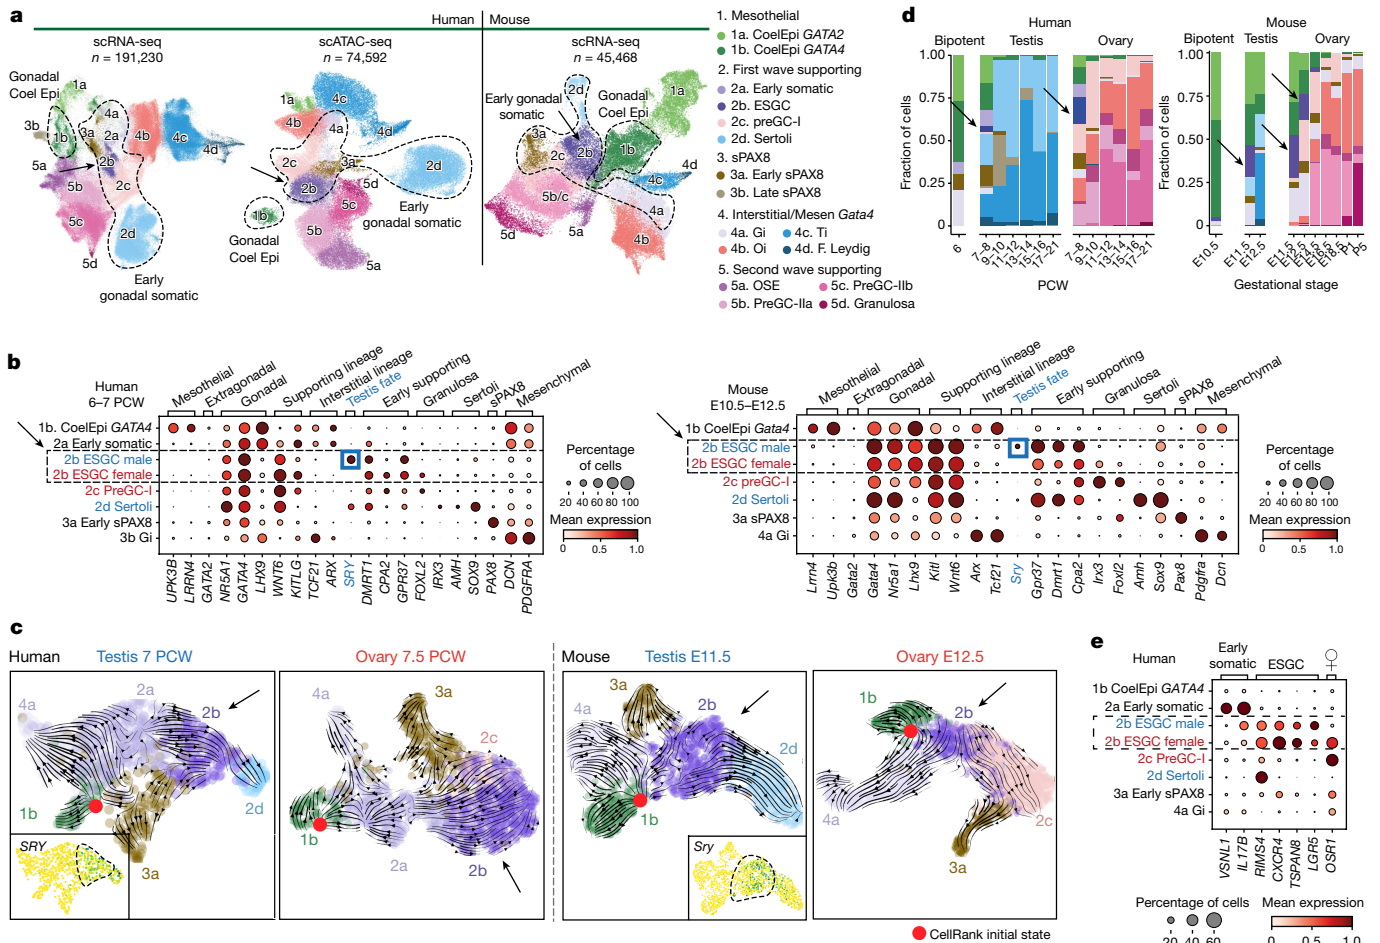 a
Human
Mouse
scRNA-seq
n = 191,230
scATAC-seq
n = 74,592
scRNA-seq
n = 45,468
Gonadal
Coel Epi
1a
3b
1b
3a
4a
2a
2b
4b
4c
4d
5a
5b
2c
5c
2d
5d
Early
gonadal somatic
1a
4c
4b
4a
4d
2c
3a
2b
2d
5d
5c
1b
5b
5a
Gonadal
Coel Epi
Early
gonadal somatic
2d
Early gonadal
somatic
Gonadal
Coel Epi
1a
3a
2c
2b
1b
4d
4c
5b/c
4a
5a
5d
4b
1. Mesothelial
1a. CoelEpi GATA2
1b. CoelEpi GATA4
2. First wave supporting
2a. Early somatic
2b. ESGC
2c. preGC-I
2d. Sertoli
3. sPAX8
3a. Early sPAX8
3b. Late sPAX8
4. Interstitial/Mesen Gata4
4a. Gi
4c. Ti
4b. Oi
4d. F. Leydig
5. Second wave supporting
5a. OSE
5c. PreGC-IIb
5b. PreGC-IIa
5d. Granulosa
d
Human
Mouse
Bipotent
Testis
Ovary
Bipotent
Testis
Ovary
Fraction of cells
1.00
0.75
0.50
0.25
0
6
7–8
9–10
11–12
13–14
15–16
17–21
7–8
9–10
11–12
13–14
15–16
17–21
PCW
Fraction of cells
1.00
0.75
0.50
0.25
0
E10.5
E11.5
E12.5
E11.5
E12.5
E14.5
E16.5
E18.5
P1
P5
Gestational stage
b
Human
6–7 PCW
Mesothelial
Extragonadal
Gonadal
Supporting lineage
Interstitial lineage
Testis fate
Early supporting
Granulosa
Sertoli
sPAX8
Mesenchymal
1b. CoelEpi GATA4
2a Early somatic
2b ESGC male
2b ESGC female
2c PreGC-I
2d Sertoli
3a Early sPAX8
3b Gi
UPK3B
LRRN4
GATA2
NR5A1
GATA4
LHX9
WNT6
KITLG
TCF21
ARX
SRY
DMRT1
CPA2
GPR37
FOXL2
IRX3
AMH
SOX9
PAX8
DCN
PDGFRA
Percentage
of cells
20 40 60 80 100
Mean expression
0 0.5 1.0
Mouse
E10.5–E12.5
Mesothelial
Extragonadal
Gonadal
Supporting lineage
Interstitial lineage
Testis fate
Early supporting
Granulosa
Sertoli
sPAX8
Mesenchymal
1b CoelEpi Gata4
2b ESGC male
2b ESGC female
2c preGC-I
2d Sertoli
3a sPAX8
4a Gi
Lrrn4
Upk3b
Gata2
Gata4
Nr5a1
Lhx9
Kitl
Wnt6
Arx
Tcf21
Sry
Gpr37
Dmrt1
Cpa2
Irx3
Foxl2
Amh
Sox9
Pax8
Pdgfra
Dcn
Percentage
of cells
20 40 60 80 100
Mean expression
0 0.5 1.0
c
Human
Testis 7 PCW
Ovary 7.5 PCW
Mouse
Testis E11.5
Ovary E12.5
4a
2a
2b
1b
2d
3a
SRY
4a
3a
2c
1b
2a
2b
3a
4a
2b
2d
1b
Sry
1b
2b
4a
2c
3a
CellRank initial state
e
Human
Early
somatic
ESGC
♀
1b CoelEpi GATA4
2a Early somatic
2b ESGC male
2b ESGC female
2c PreGC-I
2d Sertoli
3a Early sPAX8
4a Gi
VSNL1
IL17B
RIMS4
CXCR4
TSPAN8
LGR5
OSR1
Percentage of cells
20 40 60
Mean expression
0 0.5 1.0